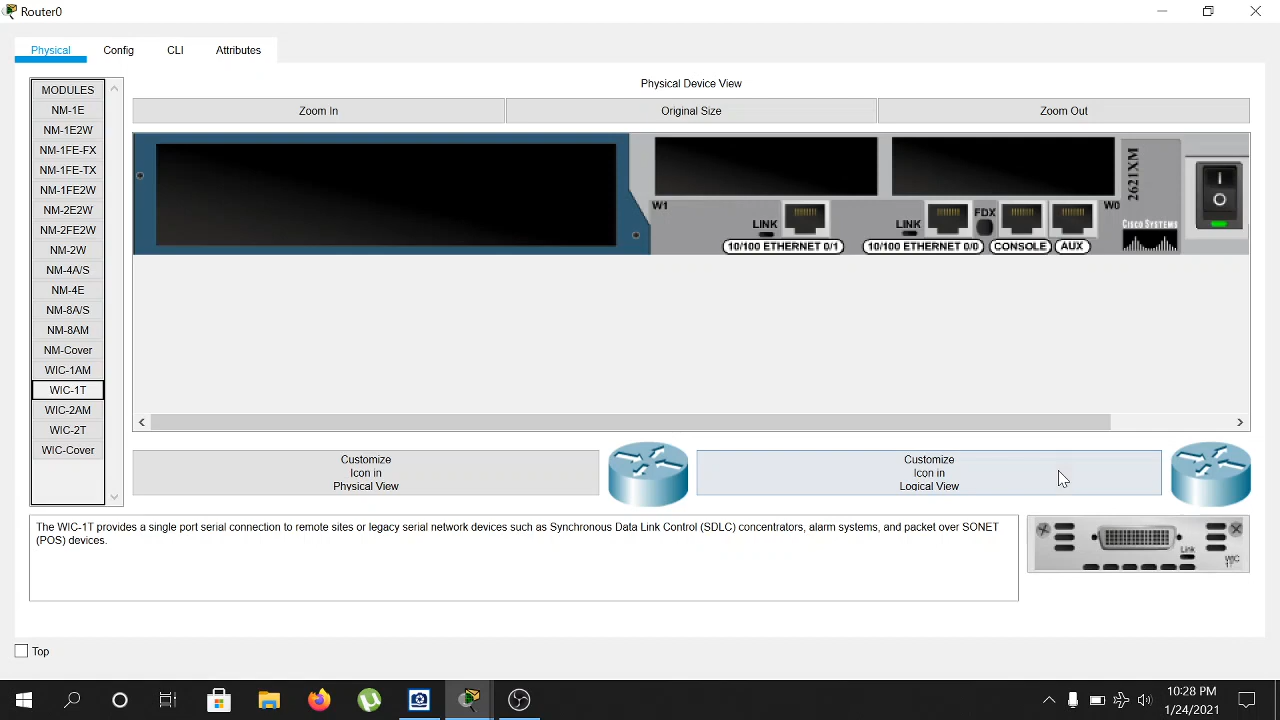 Router0
Physical
Config
CLI
Attributes
MODULES
NM-1E
NM-1E2W
NM-1FE-FX
NM-1FE-TX
NM-1FE2W
NM-2E2W
NM-2FE2W
NM-2W
NM-4A/S
NM-4E
NM-8A/S
NM-8AM
NM-Cover
WIC-1AM
WIC-1T
WIC-2AM
WIC-2T
WIC-Cover
Physical Device View
Zoom In
Original Size
Zoom Out
W1
LINK
10/100 ETHERNET 0/1
LINK
10/100 ETHERNET 0/0
FDX
CONSOLE
AUX
W0
2621XM
CISCO SYSTEMS
Customize
Icon in
Physical View
Customize
Icon in
Logical View
The WIC-1T provides a single port serial connection to remote sites or legacy serial network devices such as Synchronous Data Link Control (SDLC) concentrators, alarm systems, and packet over SONET
(POS) devices.
Link
WIC
1T
Top
10:28 PM
1/24/2021